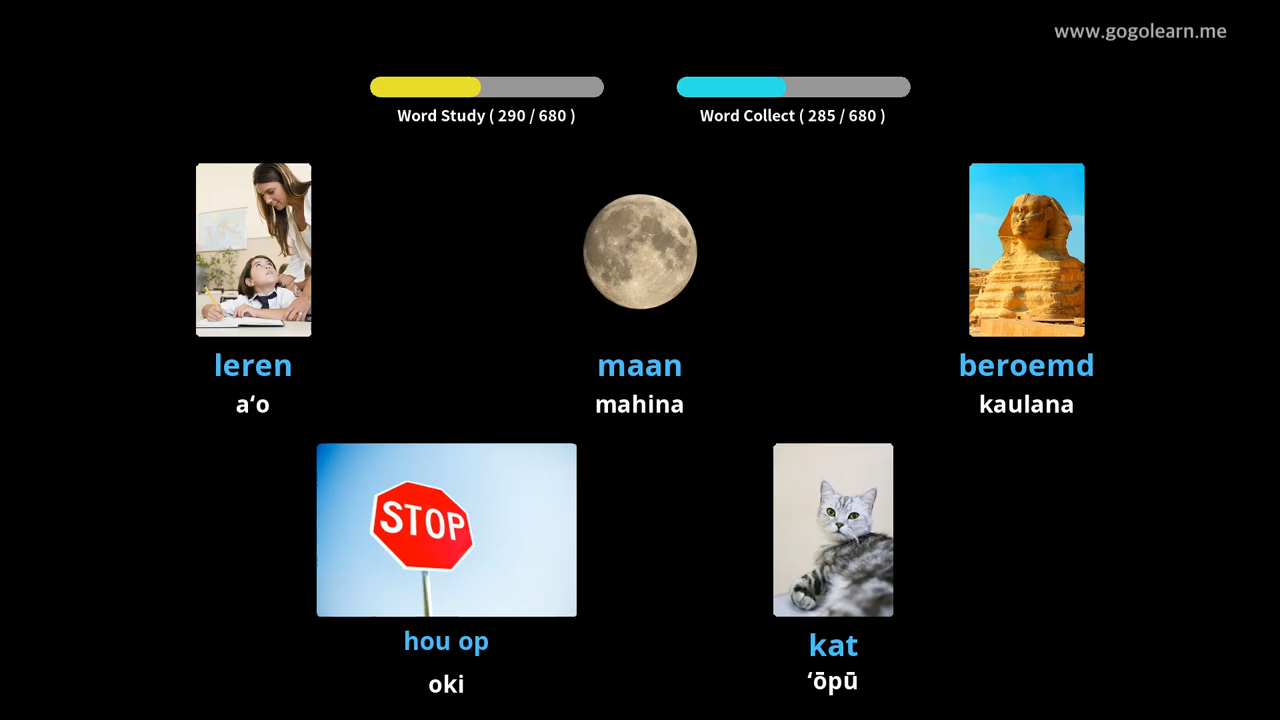 www.gogolearn.me
Word Study ( 290 / 680 )
Word Collect ( 285 / 680 )
leren
aʻo
maan
mahina
beroemd
kaulana
STOP
hou op
oki
kat
ʻōpū